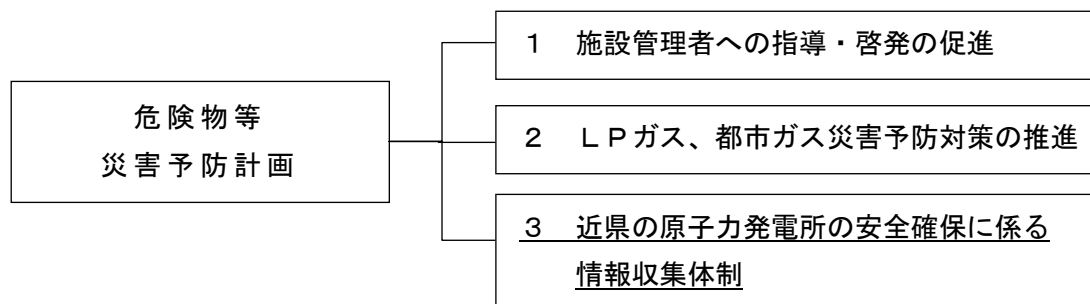 危険物等
災害予防計画
１　施設管理者への指導・啓発の促進
２　ＬＰガス、都市ガス災害予防対策の推進
３　近県の原子力発電所の安全確保に係る
情報収集体制